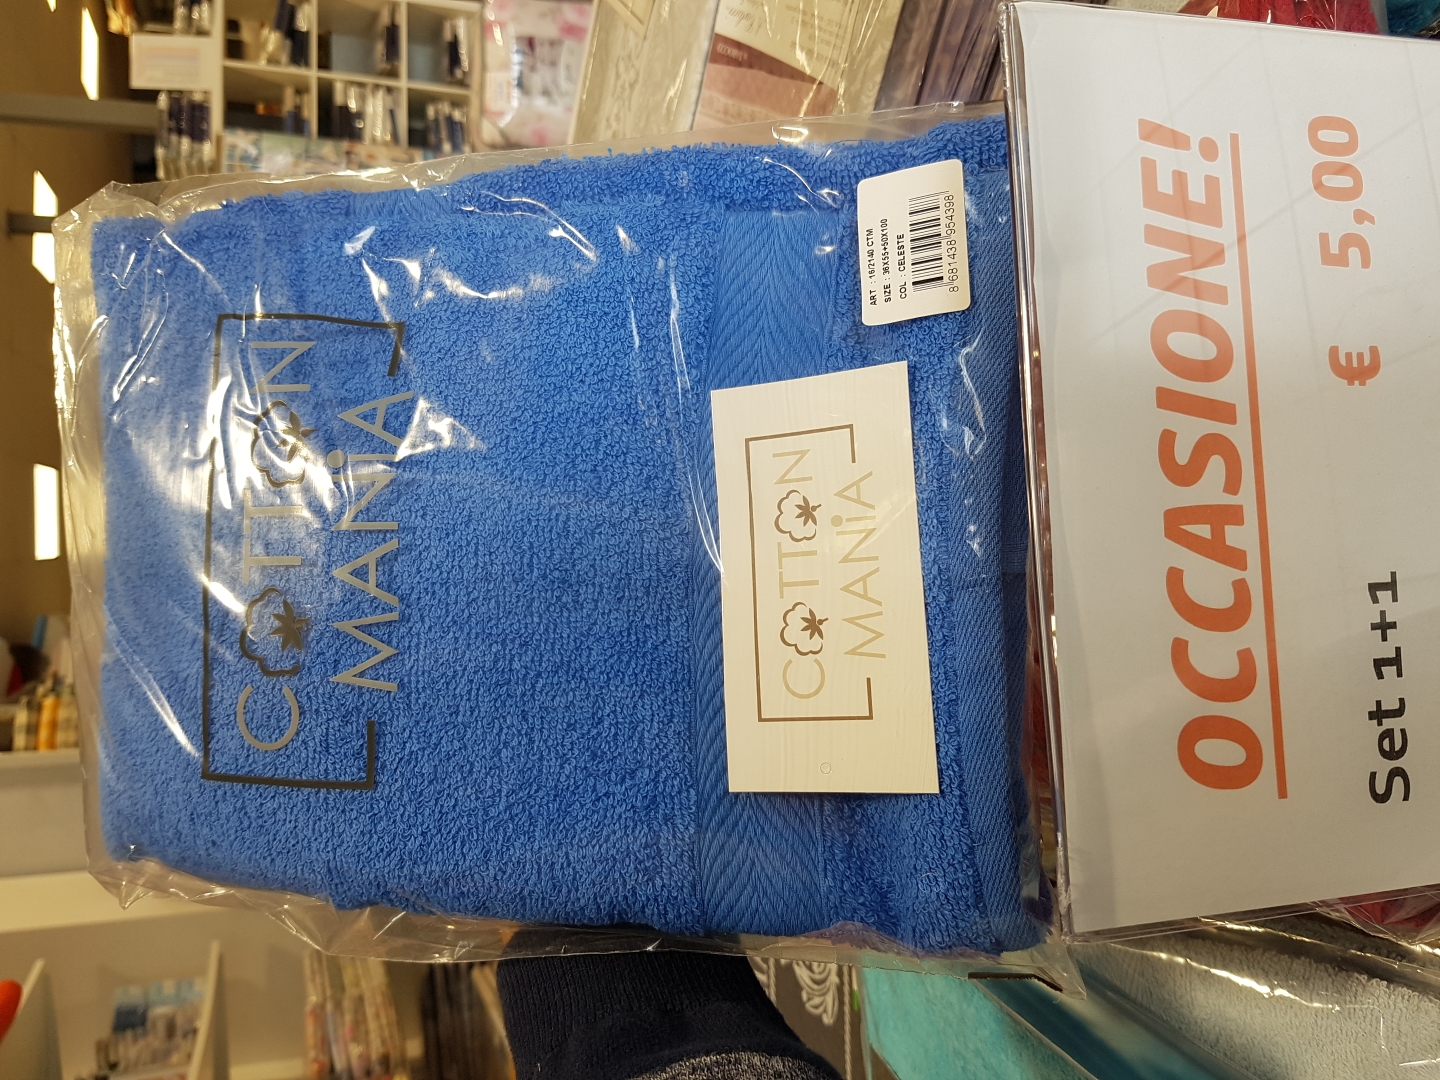 COTTON
MANiA
ART : 16/2140 CTM
SIZE : 36X55+50X100
COL : CELESTE
8 681438 954398
COTTON
MANiA
OCCASIONE!
€ 5,00
Set 1+1